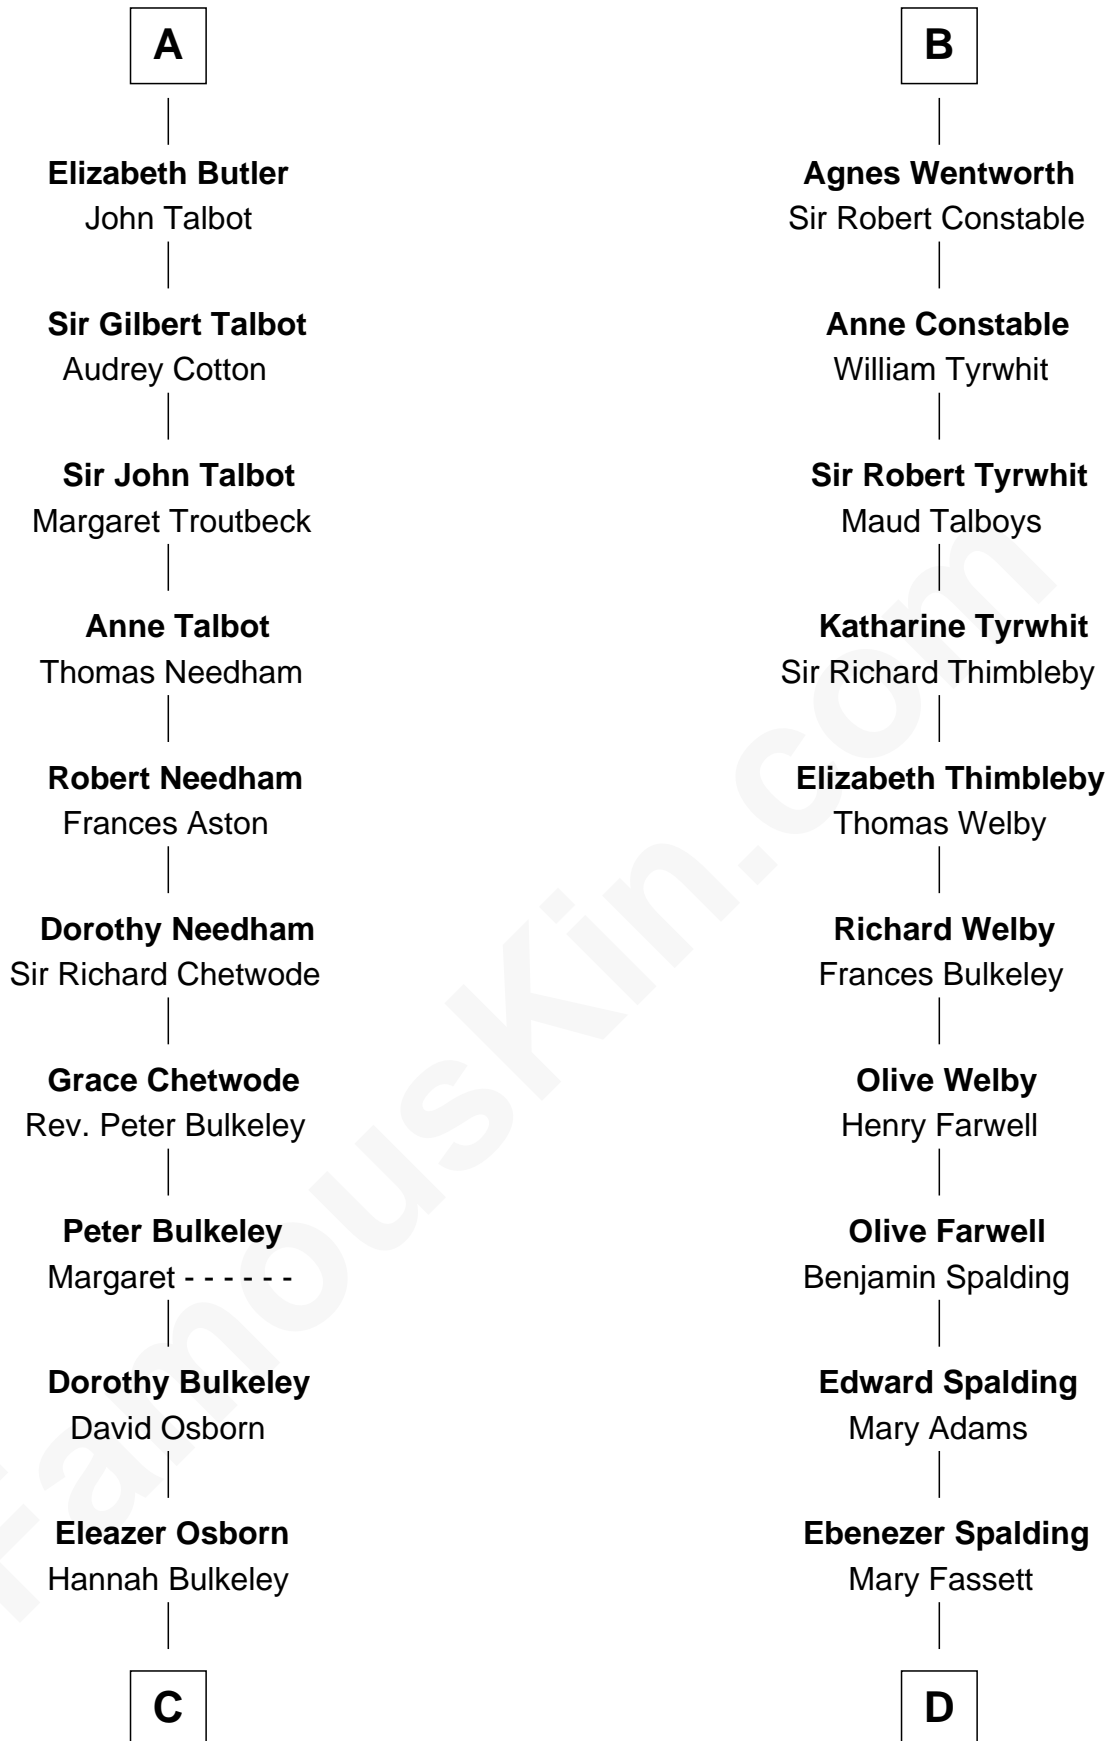 A
Elizabeth Butler
John Talbot
Sir Gilbert Talbot
Audrey Cotton
Sir John Talbot
Margaret Troutbeck
Anne Talbot
Thomas Needham
Robert Needham
Frances Aston
Dorothy Needham
Sir Richard Chetwode
Grace Chetwode
Rev. Peter Bulkeley
Peter Bulkeley
Margaret - - - - - -
Dorothy Bulkeley
David Osborn
Eleazer Osborn
Hannah Bulkeley
C
B
Agnes Wentworth
Sir Robert Constable
Anne Constable
William Tyrwhit
Sir Robert Tyrwhit
Maud Talboys
Katharine Tyrwhit
Sir Richard Thimbleby
Elizabeth Thimbleby
Thomas Welby
Richard Welby
Frances Bulkeley
Olive Welby
Henry Farwell
Olive Farwell
Benjamin Spalding
Edward Spalding
Mary Adams
Ebenezer Spalding
Mary Fassett
D
FamousKin.com